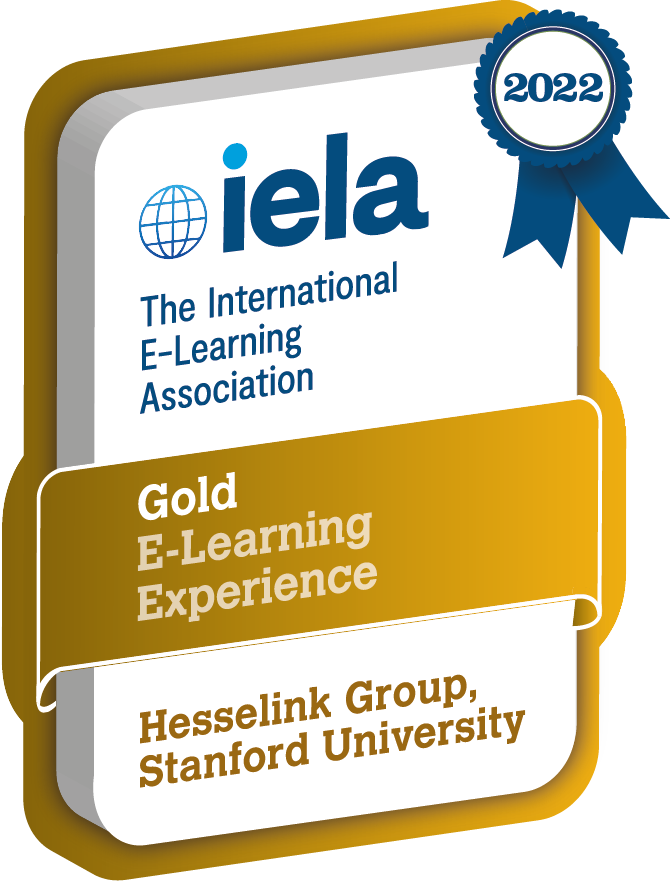 2022
iela
The International
E-Learning
Association
Gold
E-Learning
Experience
Hesselink Group,
Stanford University